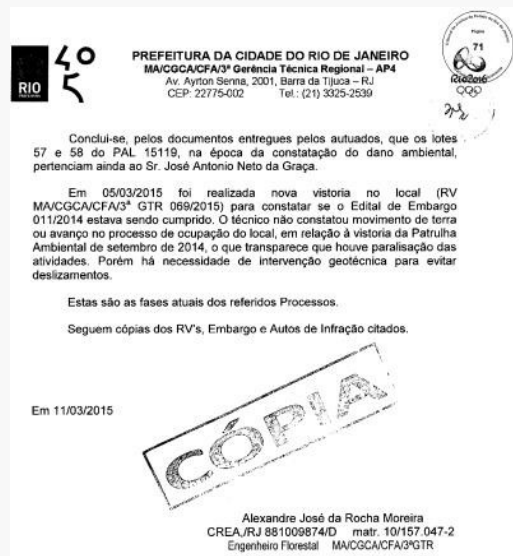 71
Rio2016
RIO
PREFEITURA DA CIDADE DO RIO DE JANEIRO
MA/CGCA/CFA/3ª Gerência Técnica Regional – AP4
Av. Ayrton Senna, 2001, Barra da Tijuca – RJ
CEP: 22775-002 Tel.: (21) 3325-2539
Conclui-se, pelos documentos entregues pelos autuados, que os lotes
57 e 58 do PAL 15119, na época da constatação do dano ambiental,
pertenciam ainda ao Sr. José Antonio Neto da Graça.
Em 05/03/2015 foi realizada nova vistoria no local (RV
MA/CGCA/CFA/3ª GTR 069/2015) para constatar se o Edital de Embargo
011/2014 estava sendo cumprido. O técnico não constatou movimento de terra
ou avanço no processo de ocupação do local, em relação à vistoria da Patrulha
Ambiental de setembro de 2014, o que transparece que houve paralisação das
atividades. Porém há necessidade de intervenção geotécnica para evitar
deslizamentos.
Estas são as fases atuais dos referidos Processos.
Seguem cópias dos RV's, Embargo e Autos de Infração citados.
CÓPIA
Em 11/03/2015
Alexandre José da Rocha Moreira
CREA/RJ 881009874/D matr. 10/157.047-2
Engenheiro Florestal MA/CGCA/CFA/3ªGTR